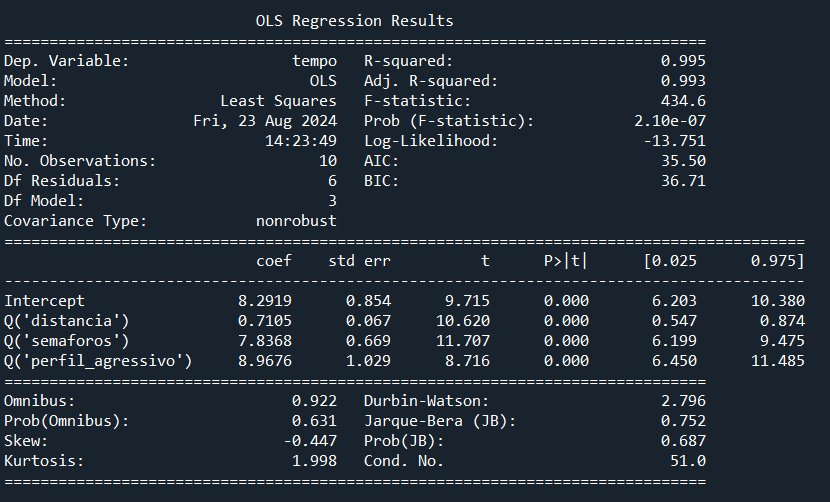 OLS Regression Results
==============================================================================
Dep. Variable:                  tempo   R-squared:                       0.995
Model:                            OLS   Adj. R-squared:                  0.993
Method:                 Least Squares   F-statistic:                     434.6
Date:                Fri, 23 Aug 2024   Prob (F-statistic):           2.10e-07
Time:                        14:23:49   Log-Likelihood:                -13.751
No. Observations:                  10   AIC:                             35.50
Df Residuals:                       6   BIC:                             36.71
Df Model:                           3
Covariance Type:            nonrobust
=========================================================================================
                            coef    std err          t      P>|t|      [0.025      0.975]
-----------------------------------------------------------------------------------------
Intercept                 8.2919      0.854      9.715      0.000       6.203      10.380
Q('distancia')            0.7105      0.067     10.620      0.000       0.547       0.874
Q('semaforos')            7.8368      0.669     11.707      0.000       6.199       9.475
Q('perfil_agressivo')     8.9676      1.029      8.716      0.000       6.450      11.485
==============================================================================
Omnibus:                        0.922   Durbin-Watson:                   2.796
Prob(Omnibus):                  0.631   Jarque-Bera (JB):                0.752
Skew:                          -0.447   Prob(JB):                        0.687
Kurtosis:                       1.998   Cond. No.                         51.0
==============================================================================